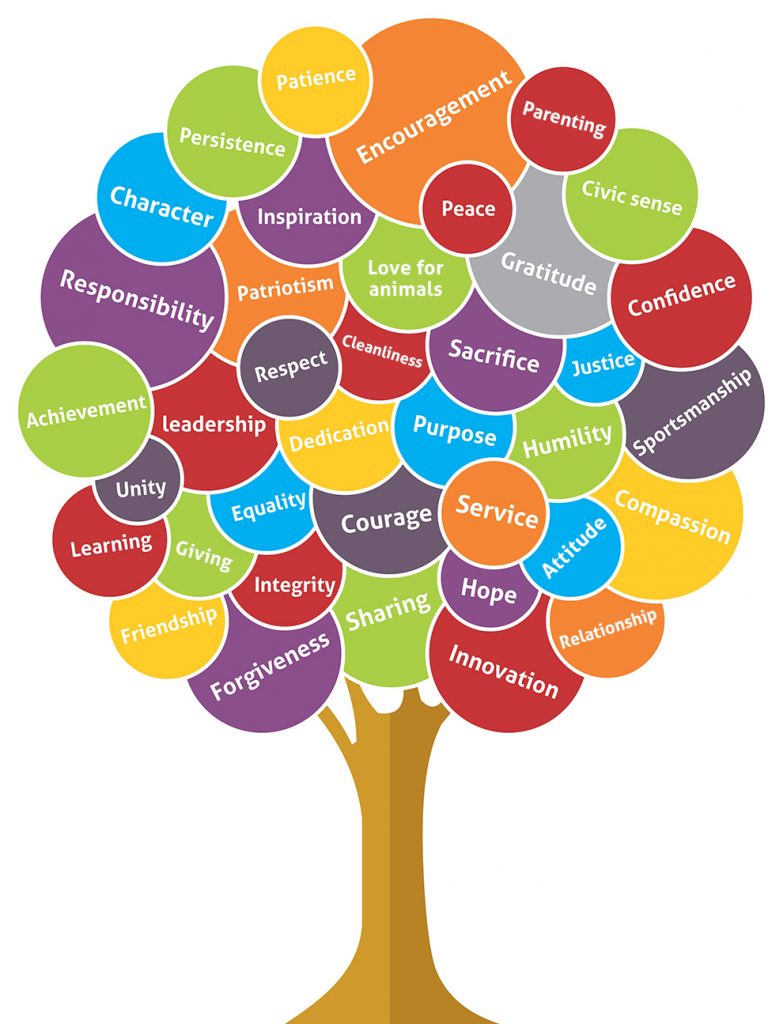 Patience
Encouragement
Parenting
Persistence
Civic sense
Character
Inspiration
Peace
Gratitude
Responsibility
Patriotism
Love for
animals
Confidence
Respect
Cleanliness
Sacrifice
Justice
Sportsmanship
Achievement
leadership
Dedication
Purpose
Humility
Unity
Equality
Courage
Service
Compassion
Learning
Giving
Integrity
Hope
Attitude
Friendship
Forgiveness
Sharing
Innovation
Relationship